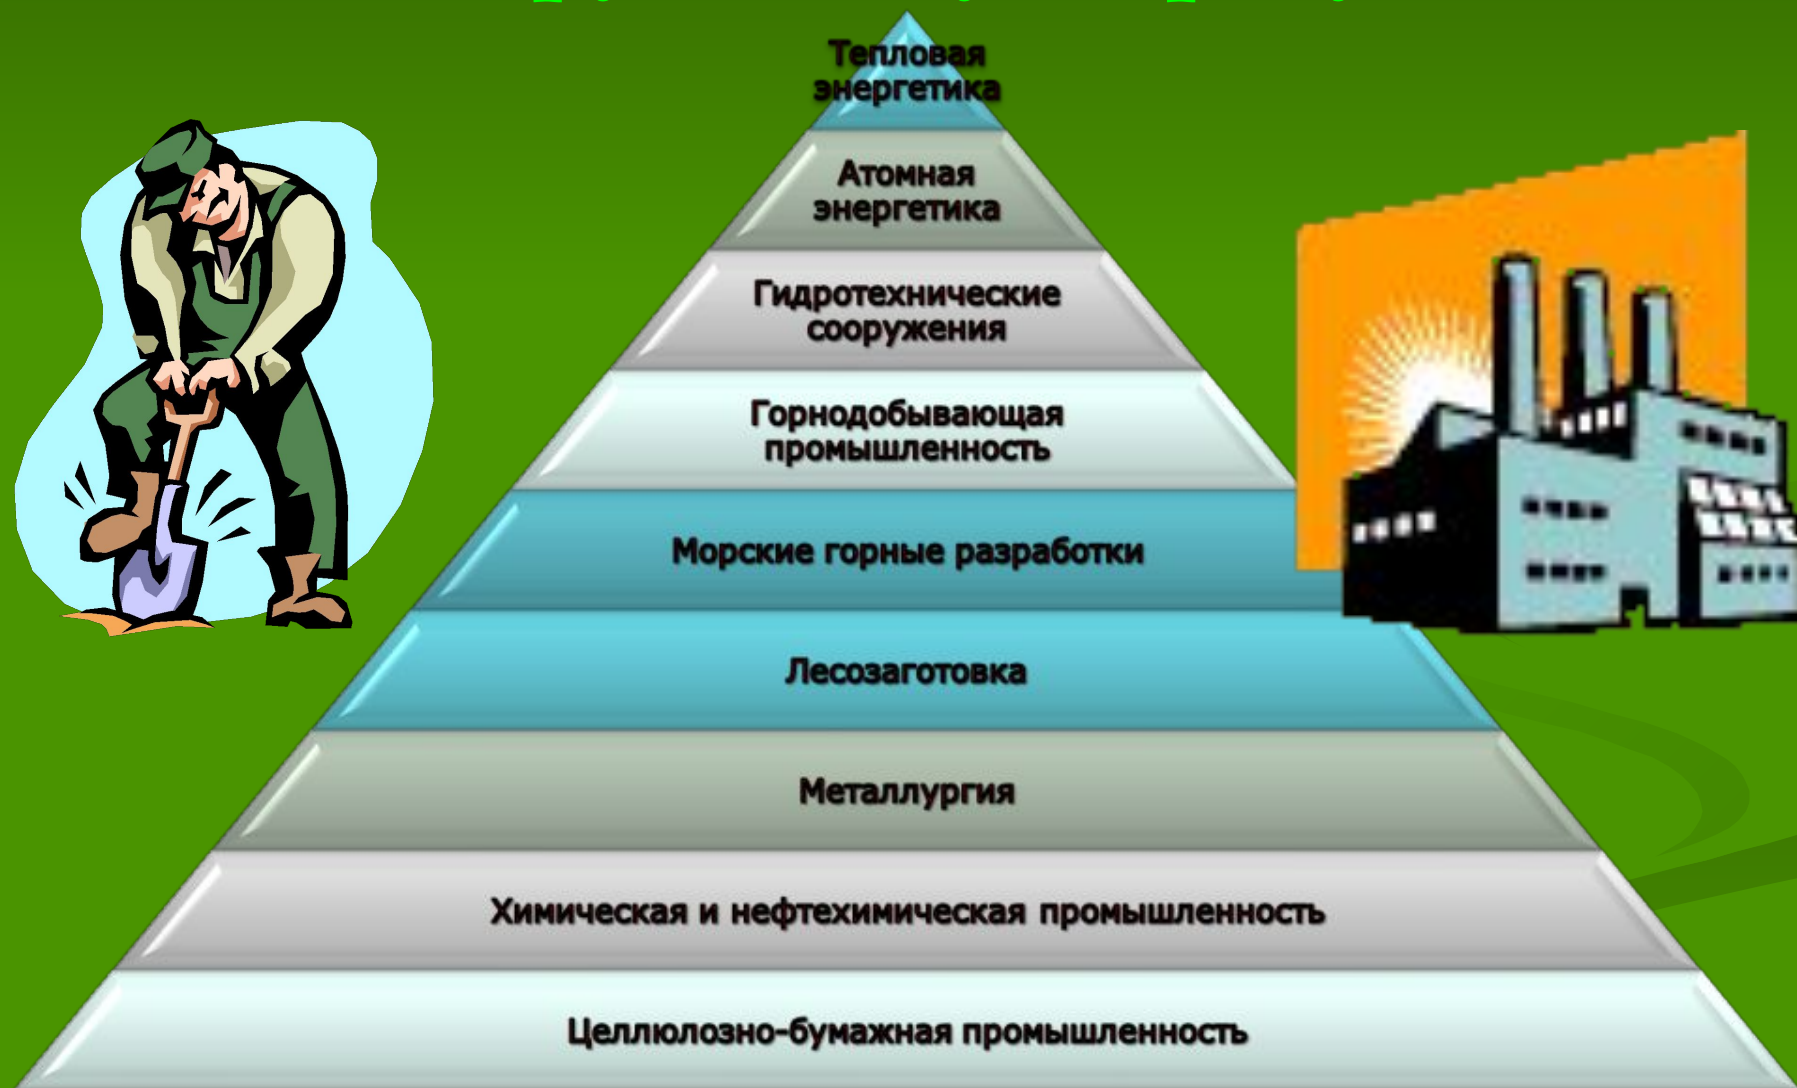 Тепловая
энергетика
Атомная
энергетика
Гидротехнические
сооружения
Горнодобывающая
промышленность
Морские горные разработки
Лесозаготовка
Металлургия
Химическая и нефтехимическая промышленность
Целлюлозно-бумажная промышленность